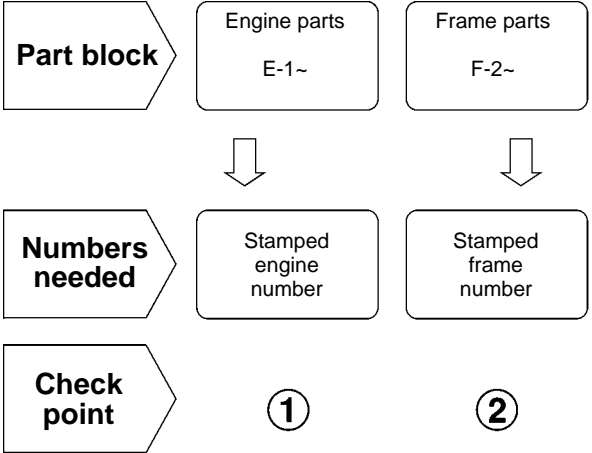 Part block
Engine parts
E-1~
Frame parts
F-2~
Numbers
needed
Stamped
engine
number
Stamped
frame
number
Check
point
①
②